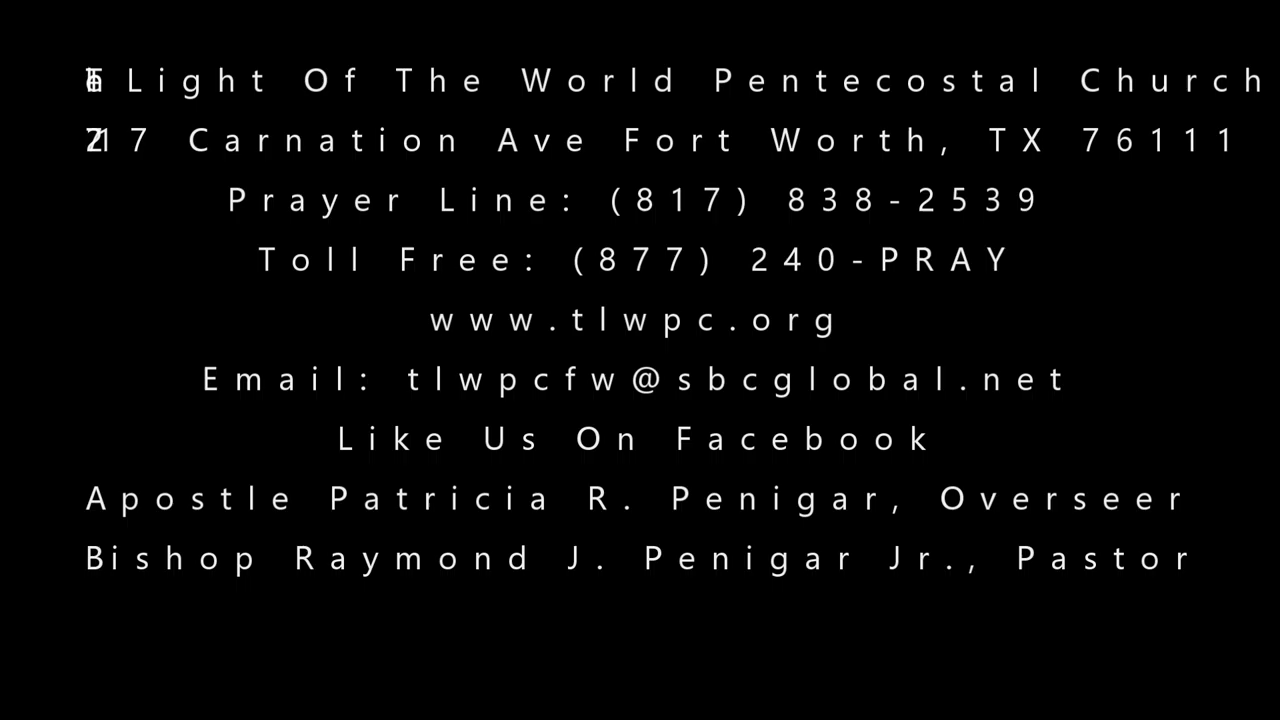 Light Of The World Pentecostal Church
Carnation Ave Fort Worth, TX 76111
Prayer Line: (817) 838-2539
Toll Free: (877) 240-PRAY
www.tlwpc.org
Email: tlwpcfw@sbcglobal.net
Like Us On Facebook
Apostle Patricia R. Penigar, Overseer
Bishop Raymond J. Penigar Jr., Pastor